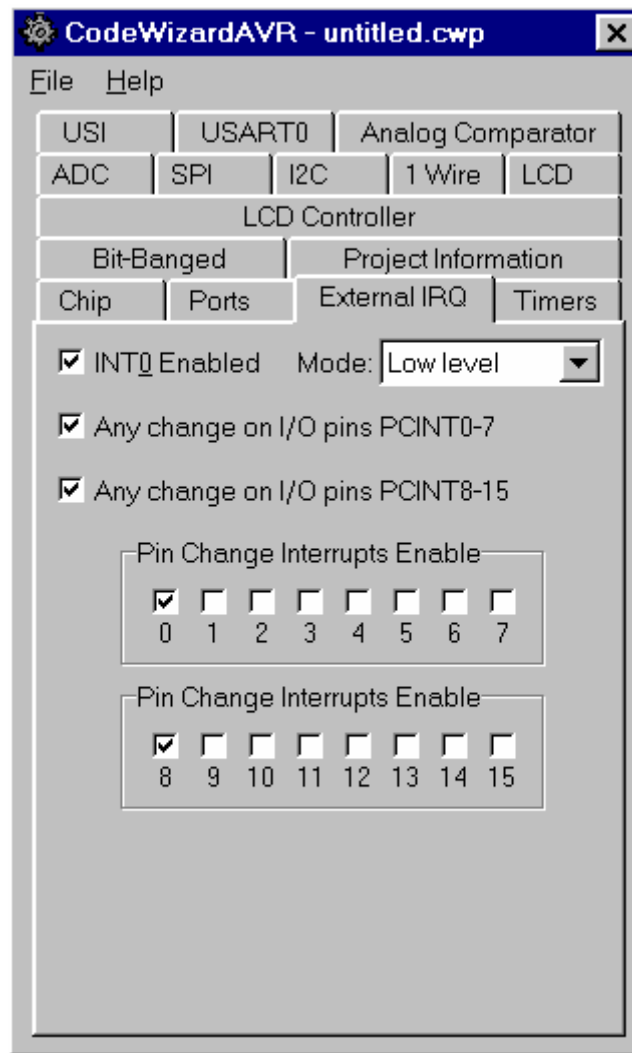 CodeWizardAVR - untitled.cwp
File Help
USI USART0 Analog Comparator
ADC SPI I2C 1 Wire LCD
LCD Controller
Bit-Banged Project Information
Chip Ports External IRQ Timers
INT0 Enabled Mode: Low level
Any change on I/O pins PCINT0-7
Any change on I/O pins PCINT8-15
Pin Change Interrupts Enable
0 1 2 3 4 5 6 7
Pin Change Interrupts Enable
8 9 10 11 12 13 14 15